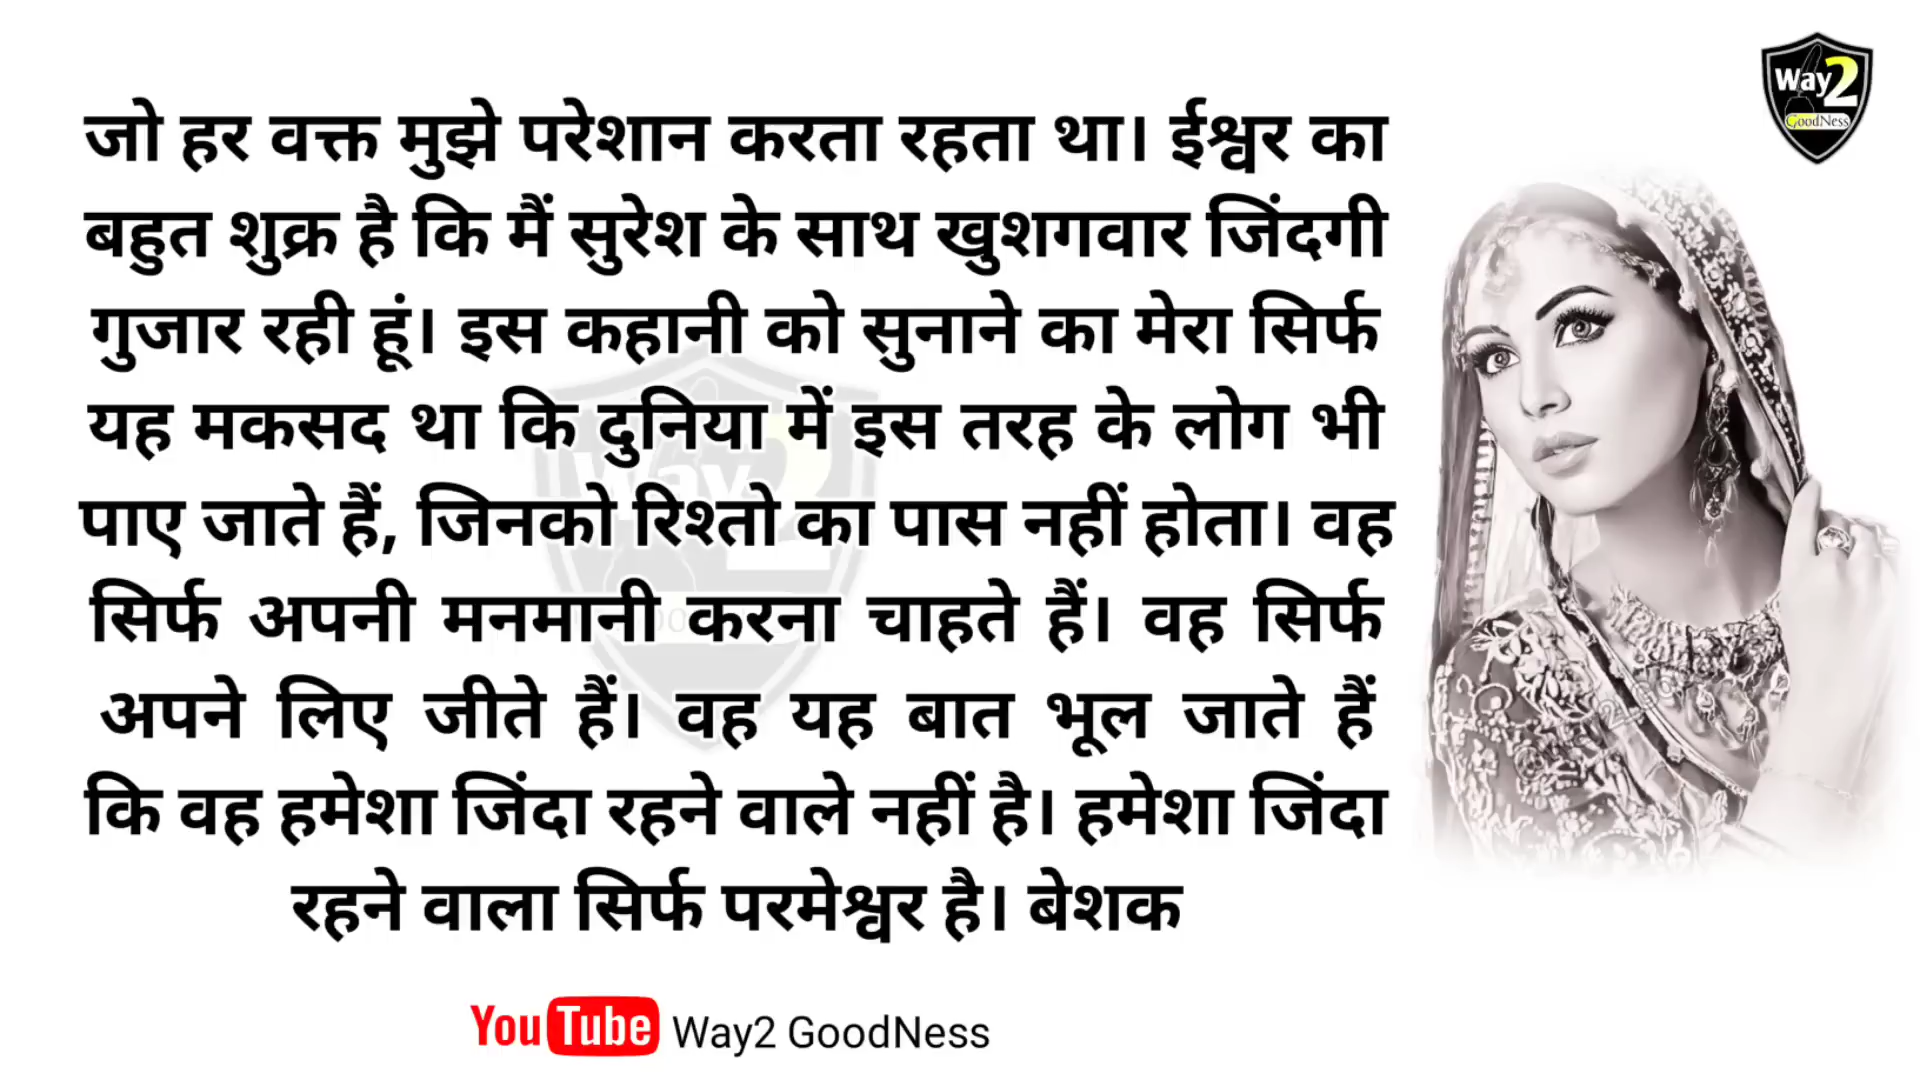 Way2
GoodNess
जो हर वक्त मुझे परेशान करता रहता था। ईश्वर का
बहुत शुक्र है कि मैं सुरेश के साथ खुशगवार जिंदगी
गुजार रही हूं। इस कहानी को सुनाने का मेरा सिर्फ
यह मकसद था कि दुनिया में इस तरह के लोग भी
पाए जाते हैं, जिनको रिश्तो का पास नहीं होता। वह
सिर्फ अपनी मनमानी करना चाहते हैं। वह सिर्फ
अपने लिए जीते हैं। वह यह बात भूल जाते हैं
कि वह हमेशा जिंदा रहने वाले नहीं है। हमेशा जिंदा
रहने वाला सिर्फ परमेश्वर है। बेशक
YouTube Way2 GoodNess